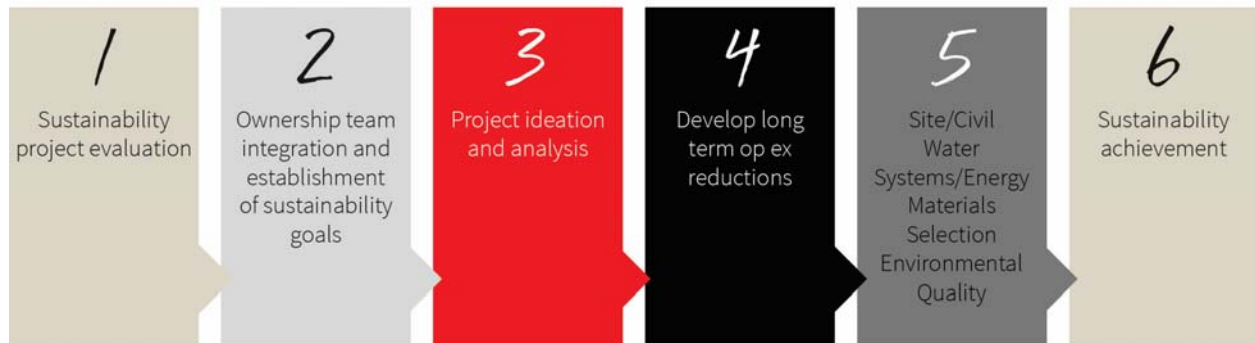 1
Sustainability
project evaluation
2
Ownership team
integration and
establishment
of sustainability
goals
3
Project ideation
and analysis
4
Develop long
term op ex
reductions
5
Site/Civil
Water
Systems/Energy
Materials
Selection
Environmental
Quality
6
Sustainability
achievement